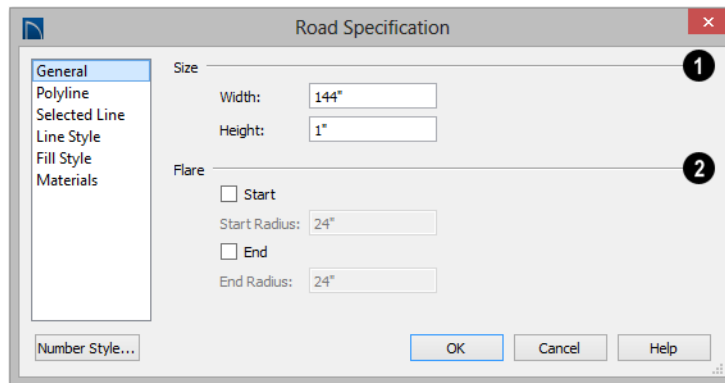 Road Specification
General
Polyline
Selected Line
Line Style
Fill Style
Materials
Size
1
Width: 144"
Height: 1"
Flare
2
Start
Start Radius: 24"
End
End Radius: 24"
Number Style...
OK
Cancel
Help